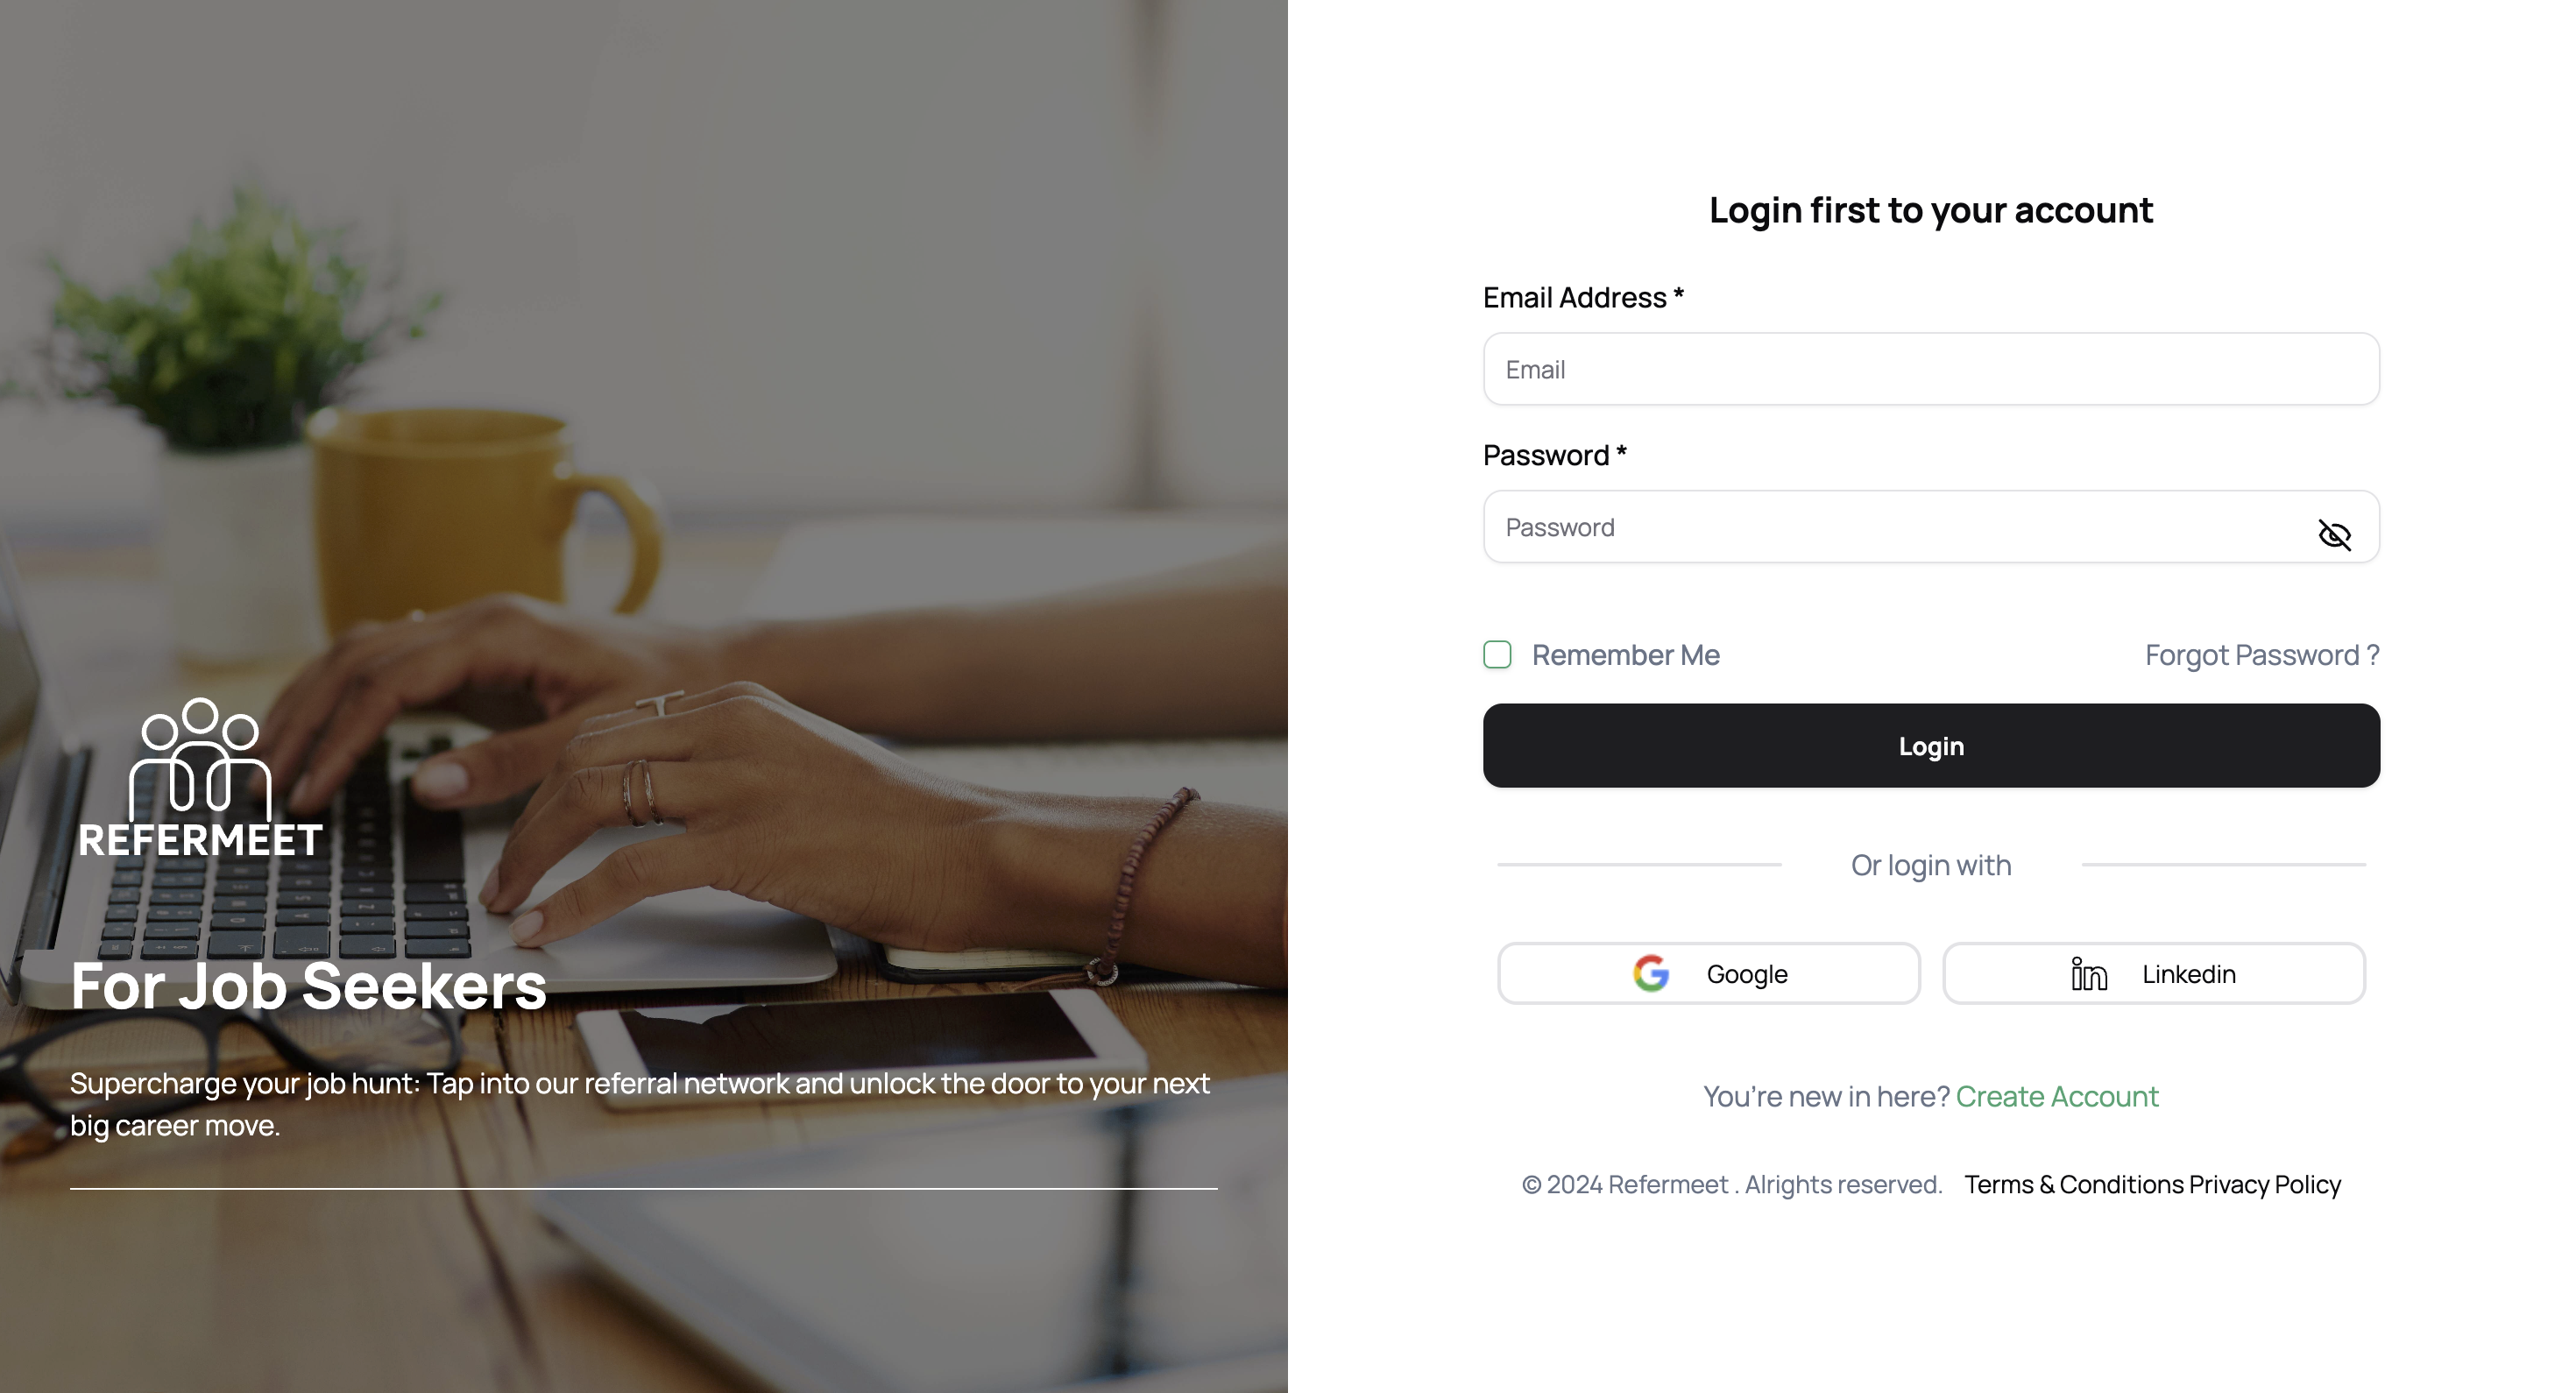 REFERMEET
For Job Seekers
Supercharge your job hunt: Tap into our referral network and unlock the door to your next
big career move.
Login first to your account
Email Address *
Email
Password *
Password
Remember Me
Forgot Password ?
Login
Or login with
Google
in Linkedin
You're new in here? Create Account
© 2024 Refermeet . Alrights reserved. Terms & Conditions Privacy Policy